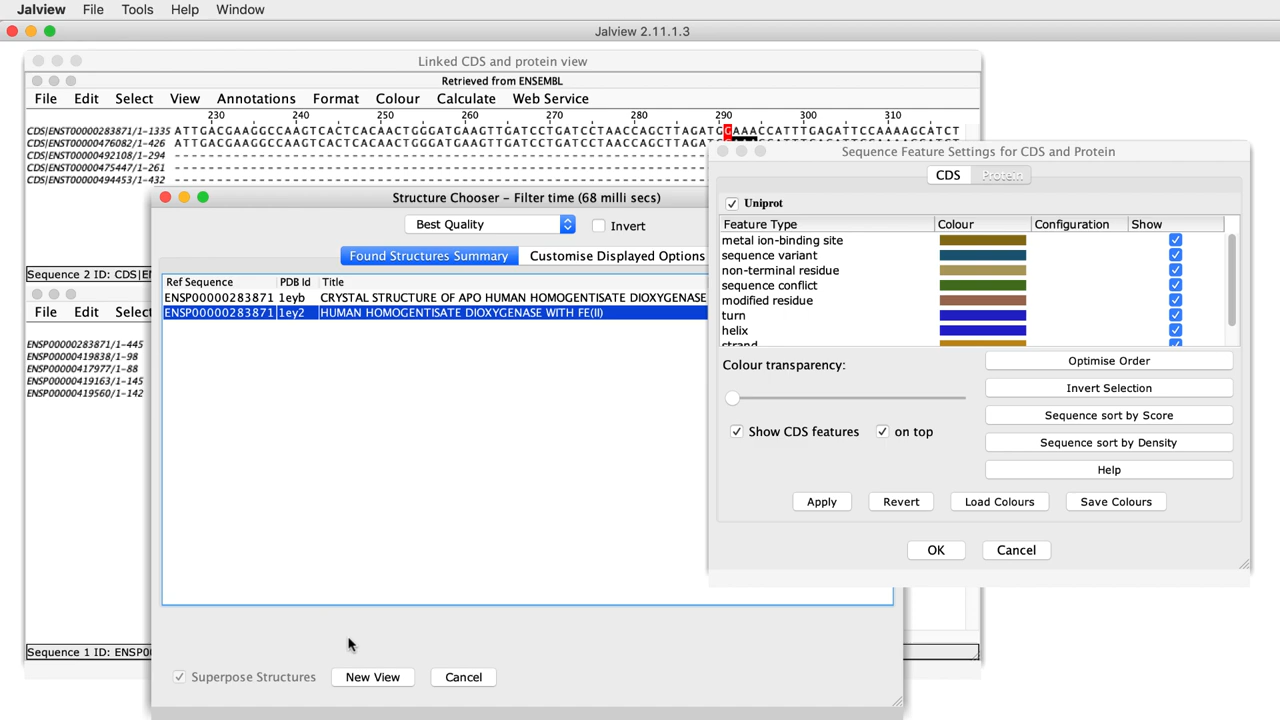 Jalview File Tools Help Window
Jalview 2.11.1.3
Linked CDS and protein view
Retrieved from ENSEMBL
File Edit Select View Annotations Format Colour Calculate Web Service
230 240 250 260 270 280 290 300 310
CDS|ENST00000283871/1-1335 ATTGACGAAGGCCAAGTCACTCACAACTGGGATGAAGTTGATCCTGATCCTAACCAGCTTAGATGGAAACCATTTGAGATTCCAAAAGCATCT
CDS|ENST00000476082/1-426 ATTGACGAAGGCCAAGTCACTCACAACTGGGATGAAGTTGATCCTGATCCTAACCAGCTTAGATG
CDS|ENST00000492108/1-294
CDS|ENST00000475447/1-261
CDS|ENST00000494453/1-432
Sequence 2 ID: CDS|E
File Edit Selec
ENSP00000283871/1-445
ENSP00000419838/1-98
ENSP00000417977/1-88
ENSP00000419163/1-145
ENSP00000419560/1-142
Sequence 1 ID: ENSP0
Structure Chooser – Filter time (68 milli secs)
Best Quality Invert
Found Structures Summary Customise Displayed Options
Ref Sequence PDB Id Title
ENSP00000283871 1eyb CRYSTAL STRUCTURE OF APO HUMAN HOMOGENTISATE DIOXYGENASE
ENSP00000283871 1ey2 HUMAN HOMOGENTISATE DIOXYGENASE WITH FE(II)
Superpose Structures New View Cancel
Sequence Feature Settings for CDS and Protein
CDS Protein
Uniprot
Feature Type Colour Configuration Show
metal ion-binding site
sequence variant
non-terminal residue
sequence conflict
modified residue
turn
helix
strand
Colour transparency: Optimise Order
Invert Selection
Sequence sort by Score
Show CDS features on top Sequence sort by Density
Help
Apply Revert Load Colours Save Colours
OK Cancel